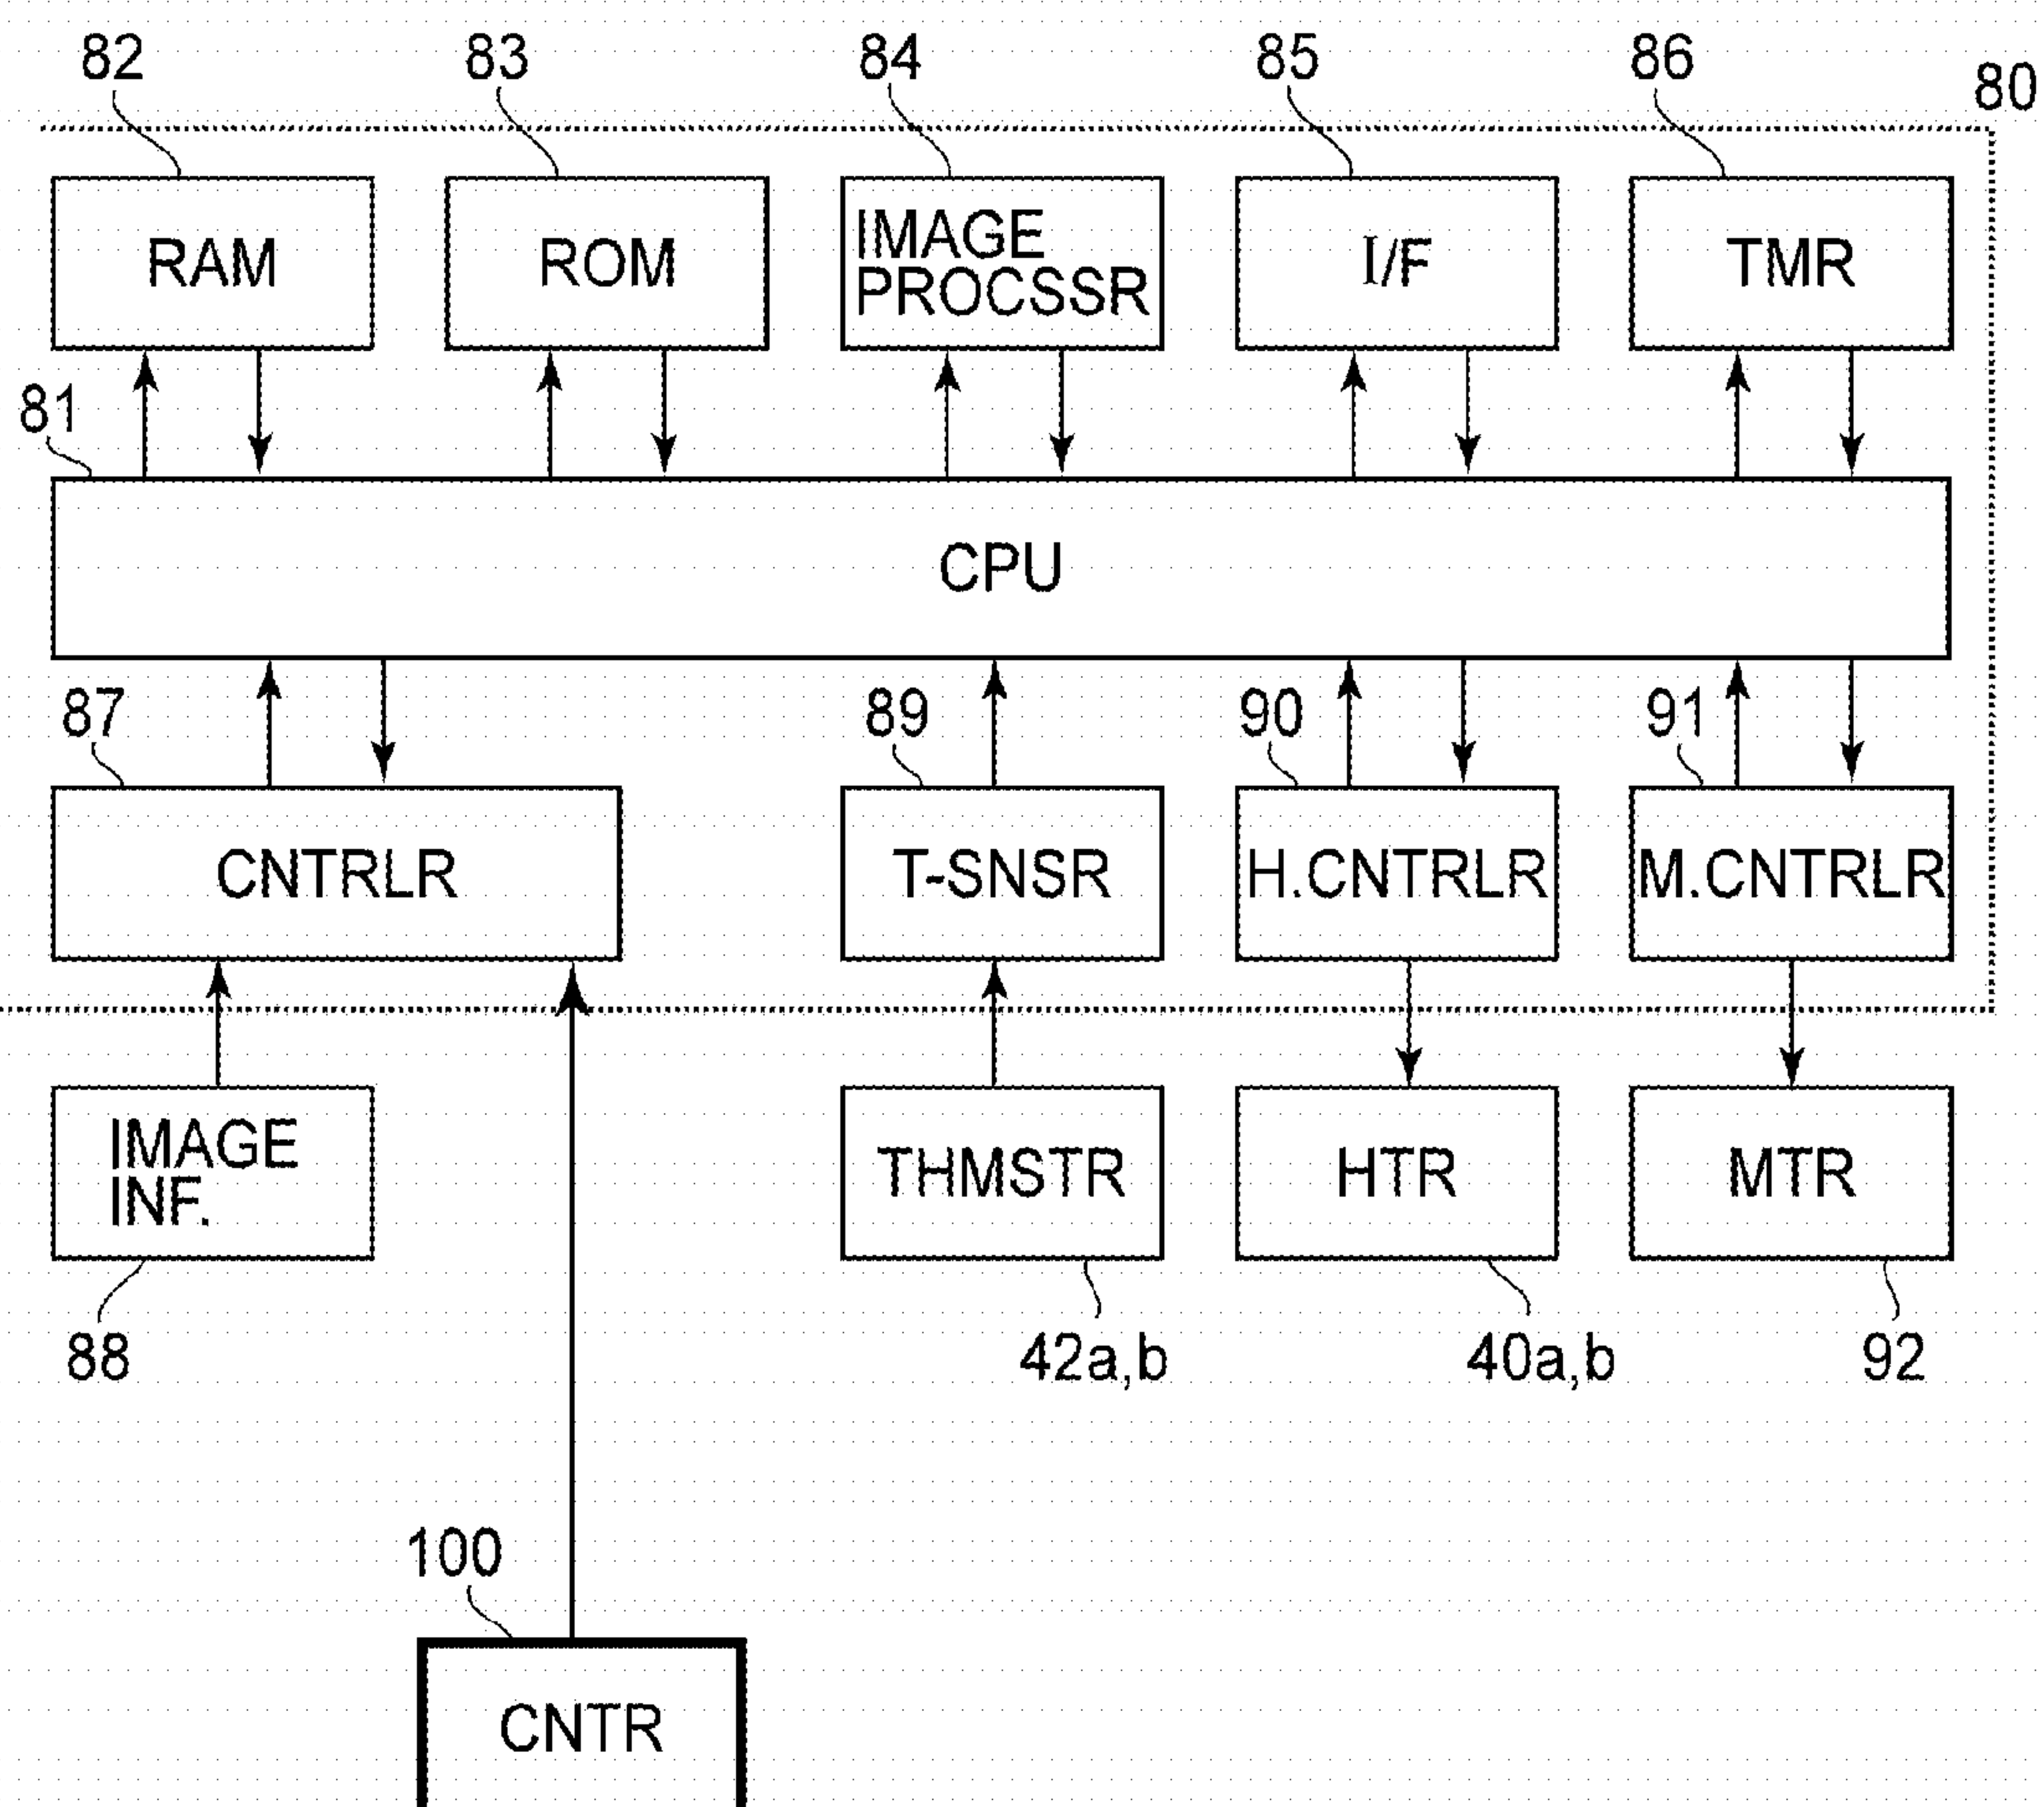 82
83
84
85
86
80
RAM
ROM
IMAGE
PROCSSR
I/F
TMR
81
CPU
87
89
90
91
CNTRLR
T-SNSR
H.CNTRLR
M.CNTRLR
IMAGE
INF.
THMSTR
HTR
MTR
88
42a,b
40a,b
92
100
CNTR